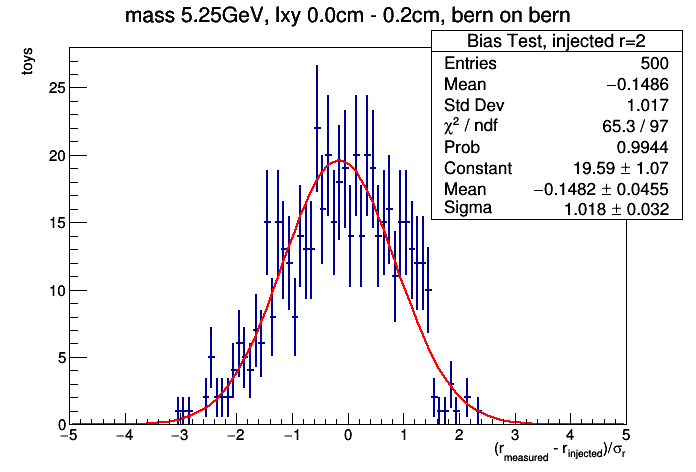 mass 5.25GeV, lxy 0.0cm - 0.2cm, bern on bern
toys
Bias Test, injected r=2
Entries 500
Mean −0.1486
Std Dev 1.017
χ² / ndf 65.3 / 97
Prob 0.9944
Constant 19.59 ± 1.07
Mean −0.1482 ± 0.0455
Sigma 1.018 ± 0.032
25
20
15
10
5
0
−5 −4 −3 −2 −1 0 1 2 3 4 5
(r_measured - r_injected)/σ_r